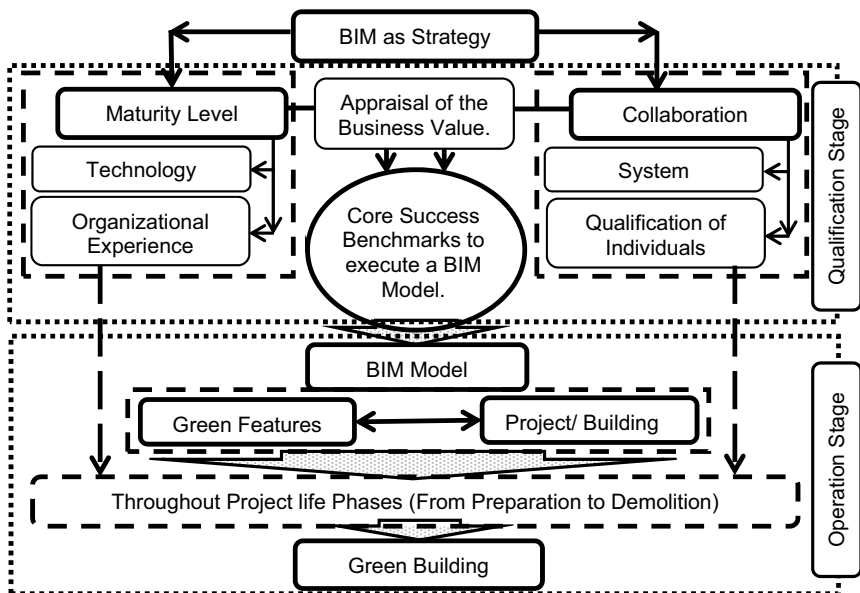 BIM as Strategy
Maturity Level
Appraisal of the
Business Value.
Collaboration
Technology
System
Organizational
Experience
Core Success
Benchmarks to
execute a BIM
Model.
Qualification of
Individuals
Qualification Stage
BIM Model
Green Features
Project/ Building
Throughout Project life Phases (From Preparation to Demolition)
Green Building
Operation Stage